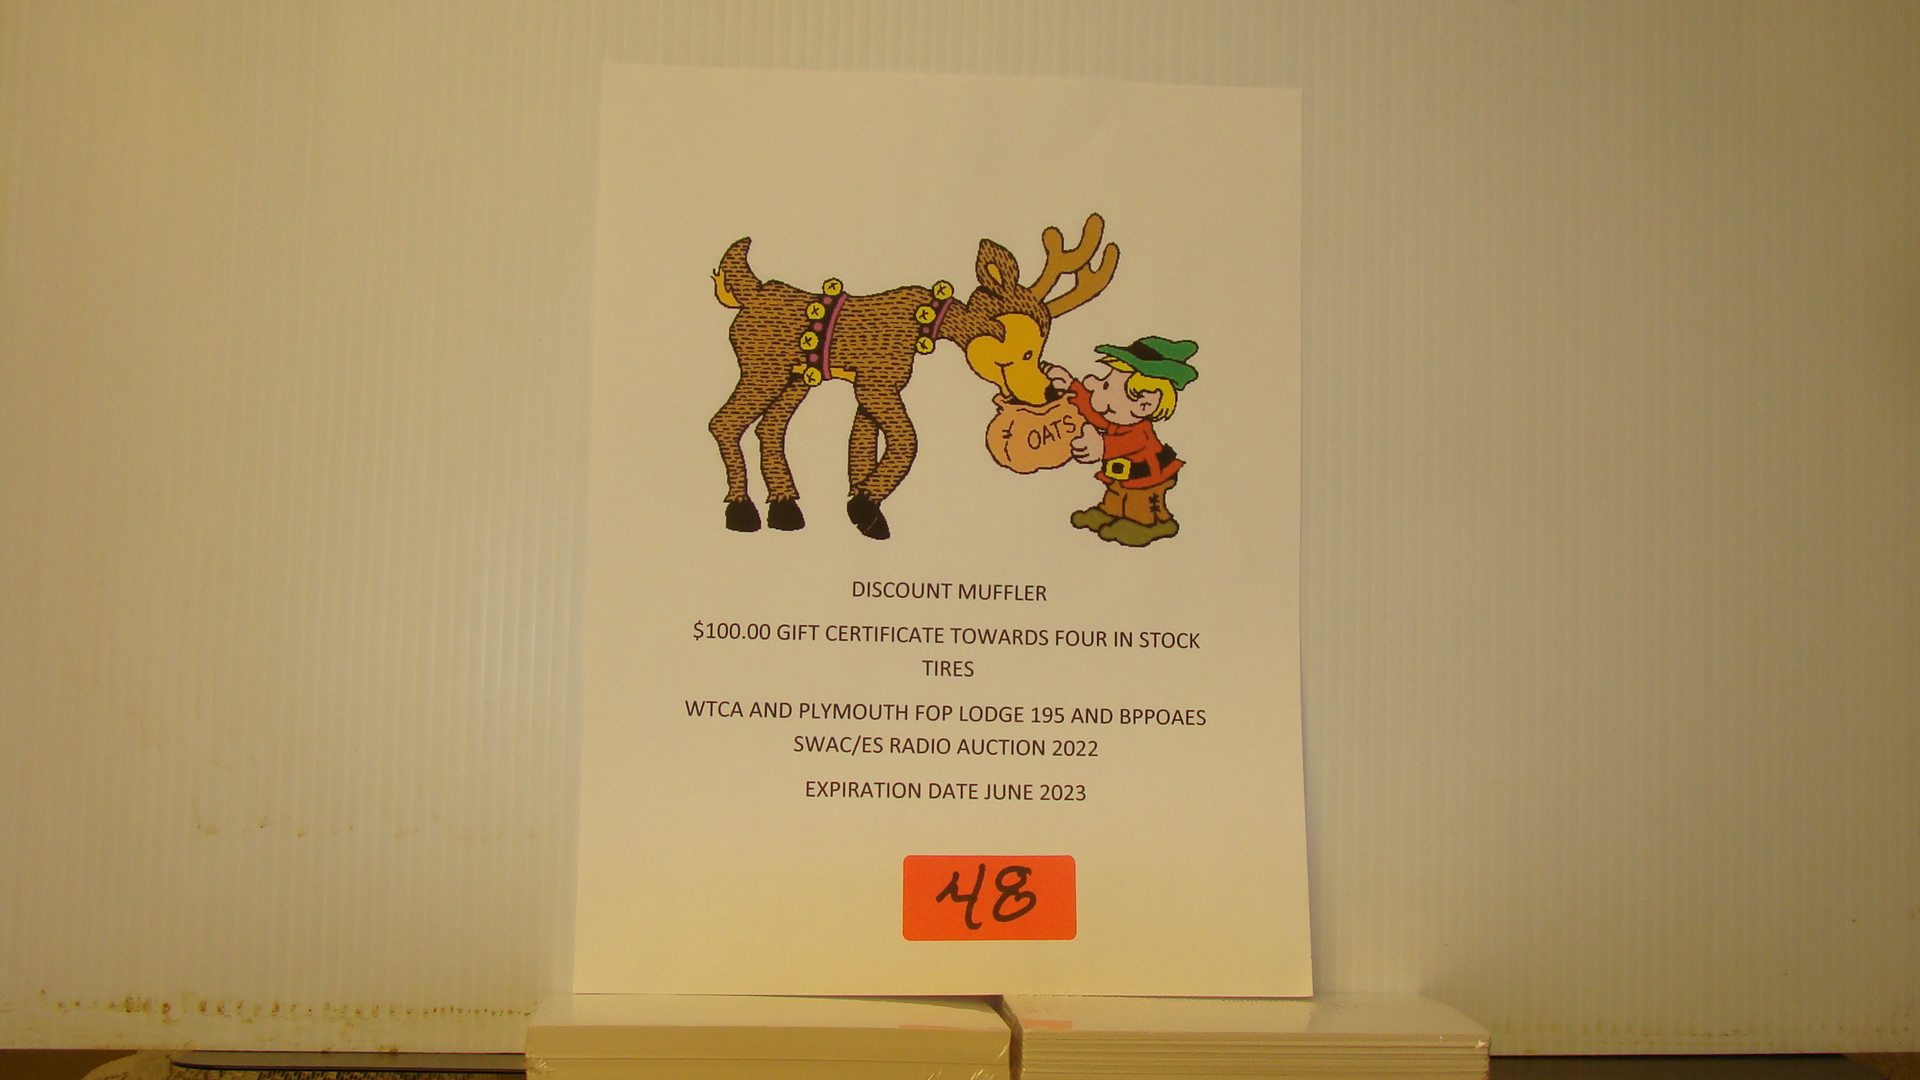 OATS
DISCOUNT MUFFLER
$100.00 GIFT CERTIFICATE TOWARDS FOUR IN STOCK
TIRES
WTCA AND PLYMOUTH FOP LODGE 195 AND BPPOAES
SWAC/ES RADIO AUCTION 2022
EXPIRATION DATE JUNE 2023
48